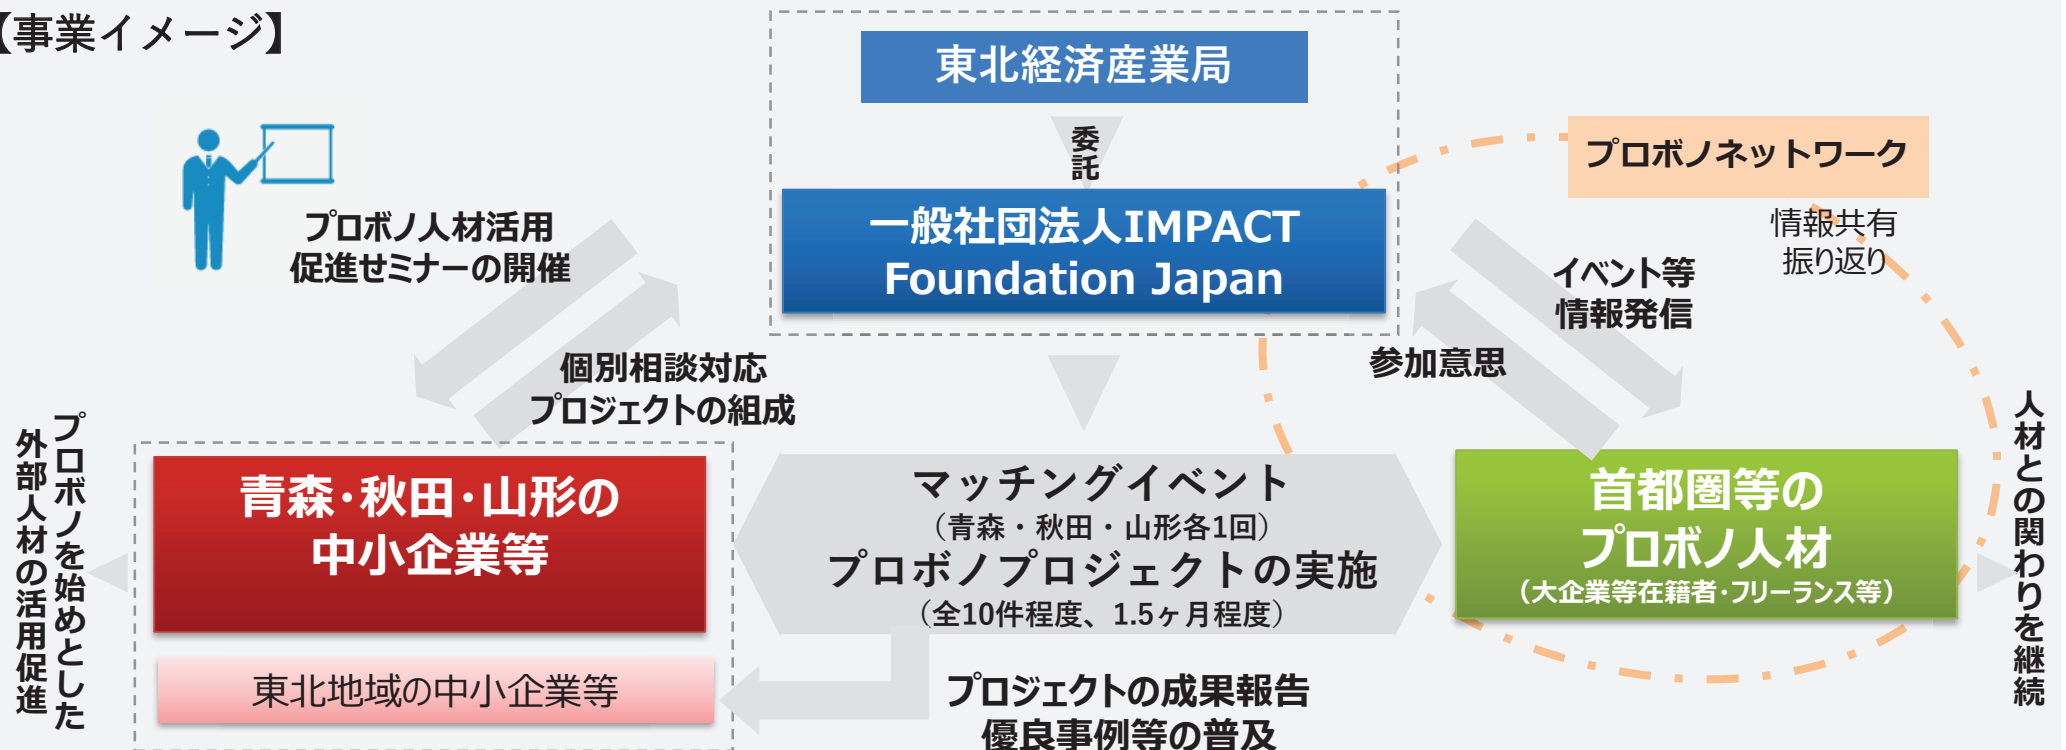 【事業イメージ】
東北経済産業局
委託
一般社団法人IMPACT
Foundation Japan
プロボノネットワーク
情報共有
振り返り
プロボノ人材活用
促進せミナーの開催
イベント等
情報発信
個別相談対応
プロジェクトの組成
参加意思
プロボノを始めとした
外部人材の活用促進
青森・秋田・山形の
中小企業等
マッチングイベント
（青森・秋田・山形各1回）
プロボノプロジェクトの実施
（全10件程度、1.5ヶ月程度）
首都圏等の
プロボノ人材
（大企業等在籍者・フリーランス等）
人材との関わりを継続
東北地域の中小企業等
プロジェクトの成果報告
優良事例等の普及